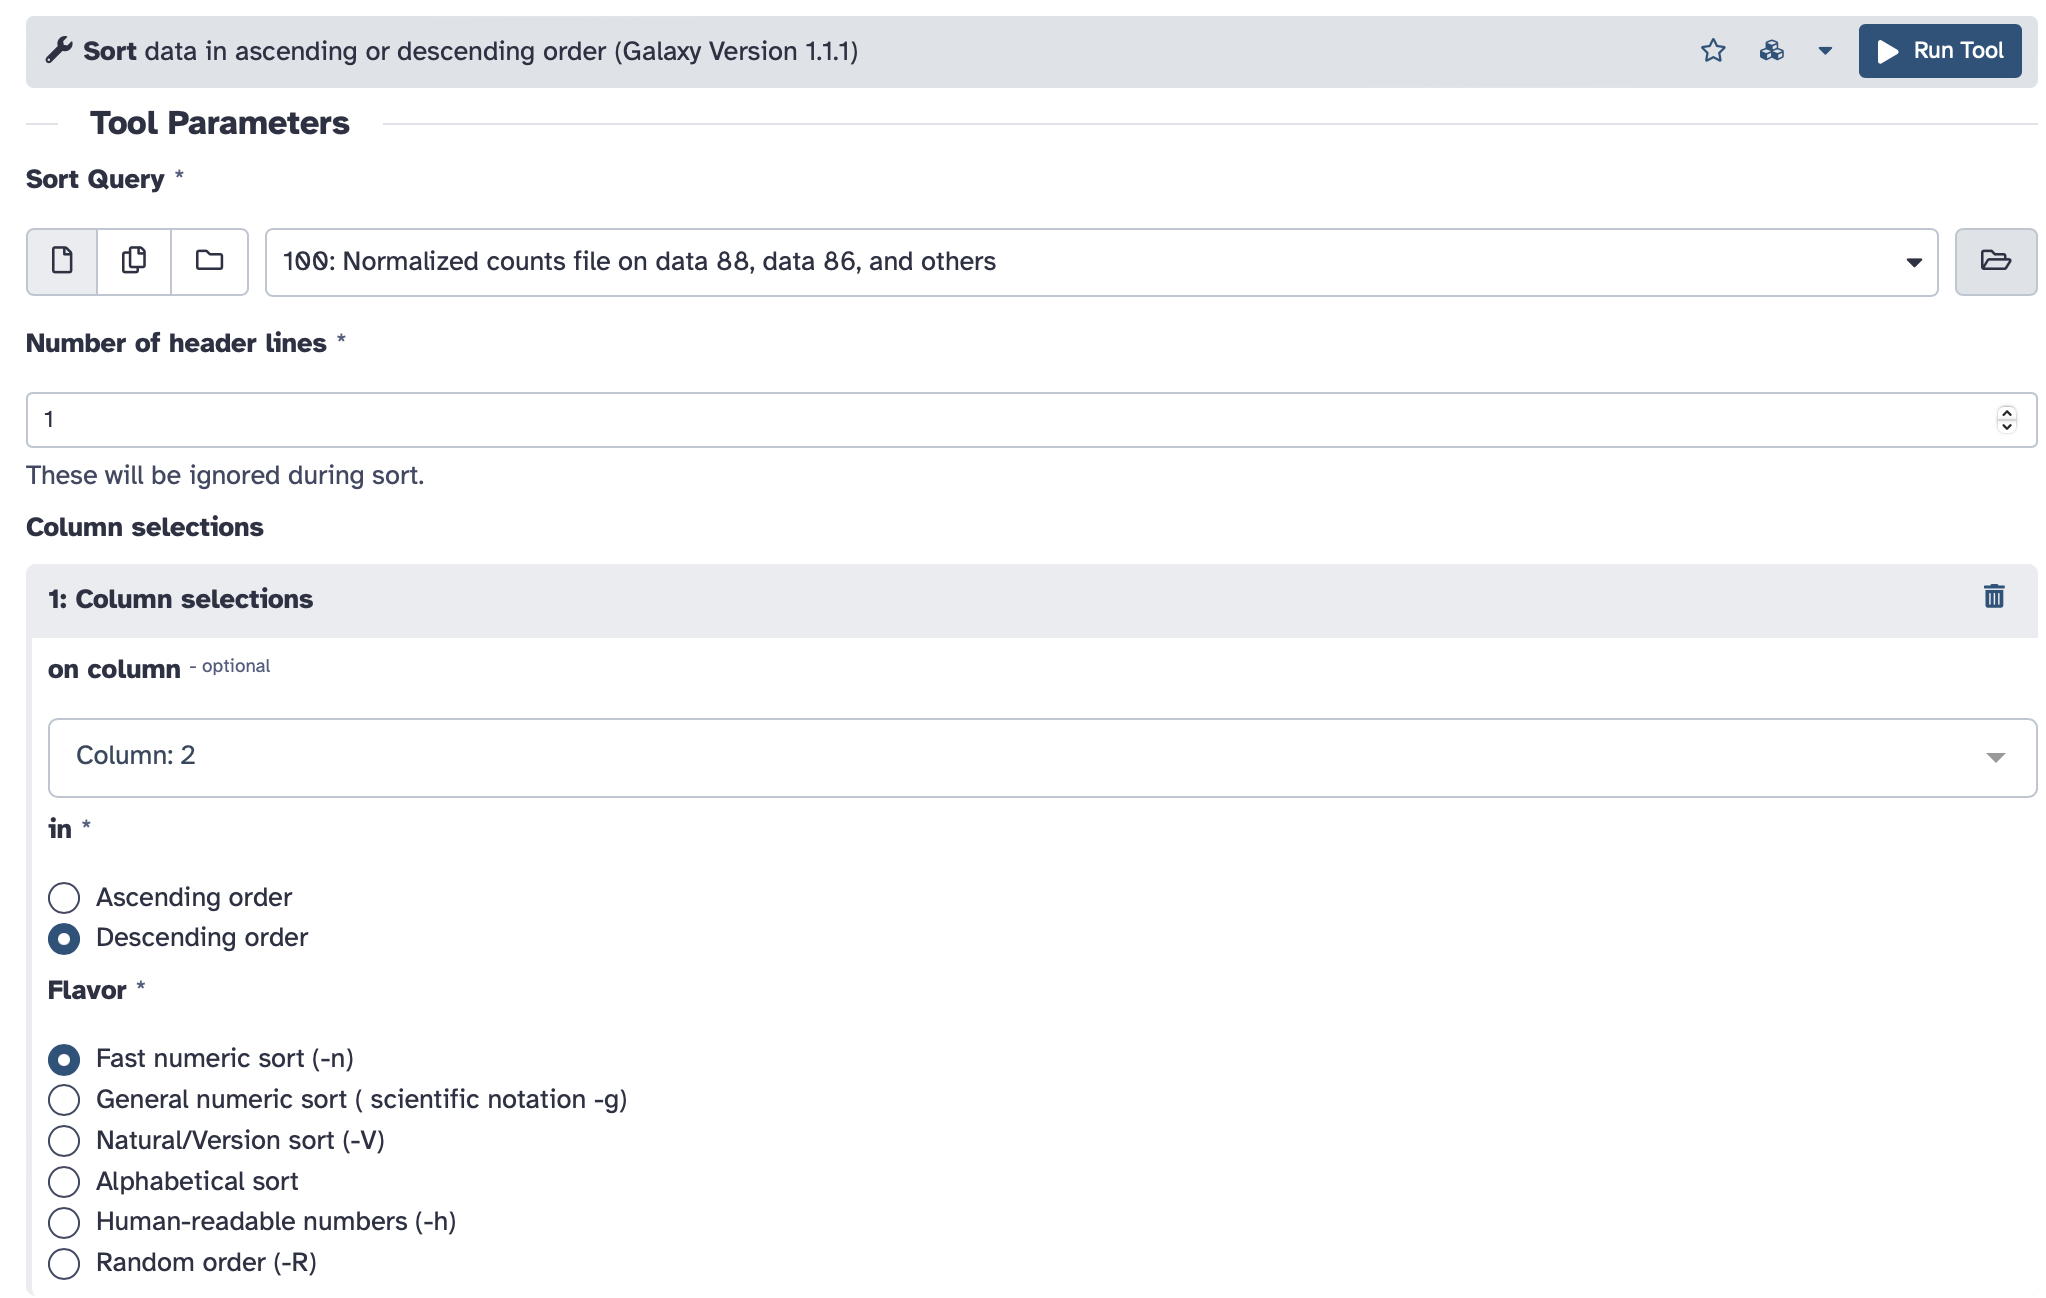 Sort data in ascending or descending order (Galaxy Version 1.1.1)
Run Tool
Tool Parameters
Sort Query *
100: Normalized counts file on data 88, data 86, and others
Number of header lines *
1
These will be ignored during sort.
Column selections
1: Column selections
on column - optional
Column: 2
in *
Ascending order
Descending order
Flavor *
Fast numeric sort (-n)
General numeric sort ( scientific notation -g)
Natural/Version sort (-V)
Alphabetical sort
Human-readable numbers (-h)
Random order (-R)